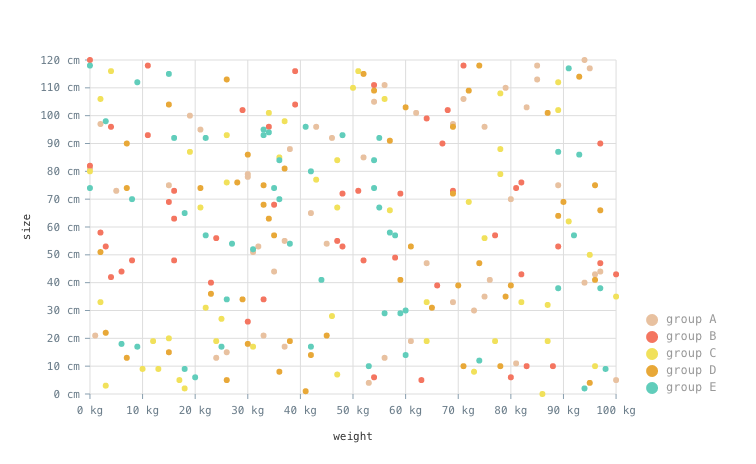 120 cm
110 cm
100 cm
90 cm
80 cm
70 cm
60 cm
50 cm
40 cm
30 cm
20 cm
10 cm
0 cm
size
0 kg 10 kg 20 kg 30 kg 40 kg 50 kg 60 kg 70 kg 80 kg 90 kg 100 kg
weight
group A
group B
group C
group D
group E